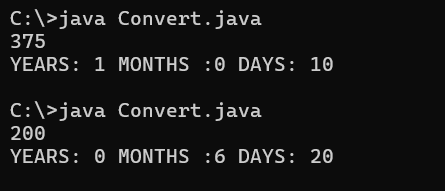 C:\>java Convert.java
375
YEARS: 1 MONTHS :0 DAYS: 10
C:\>java Convert.java
200
YEARS: 0 MONTHS :6 DAYS: 20